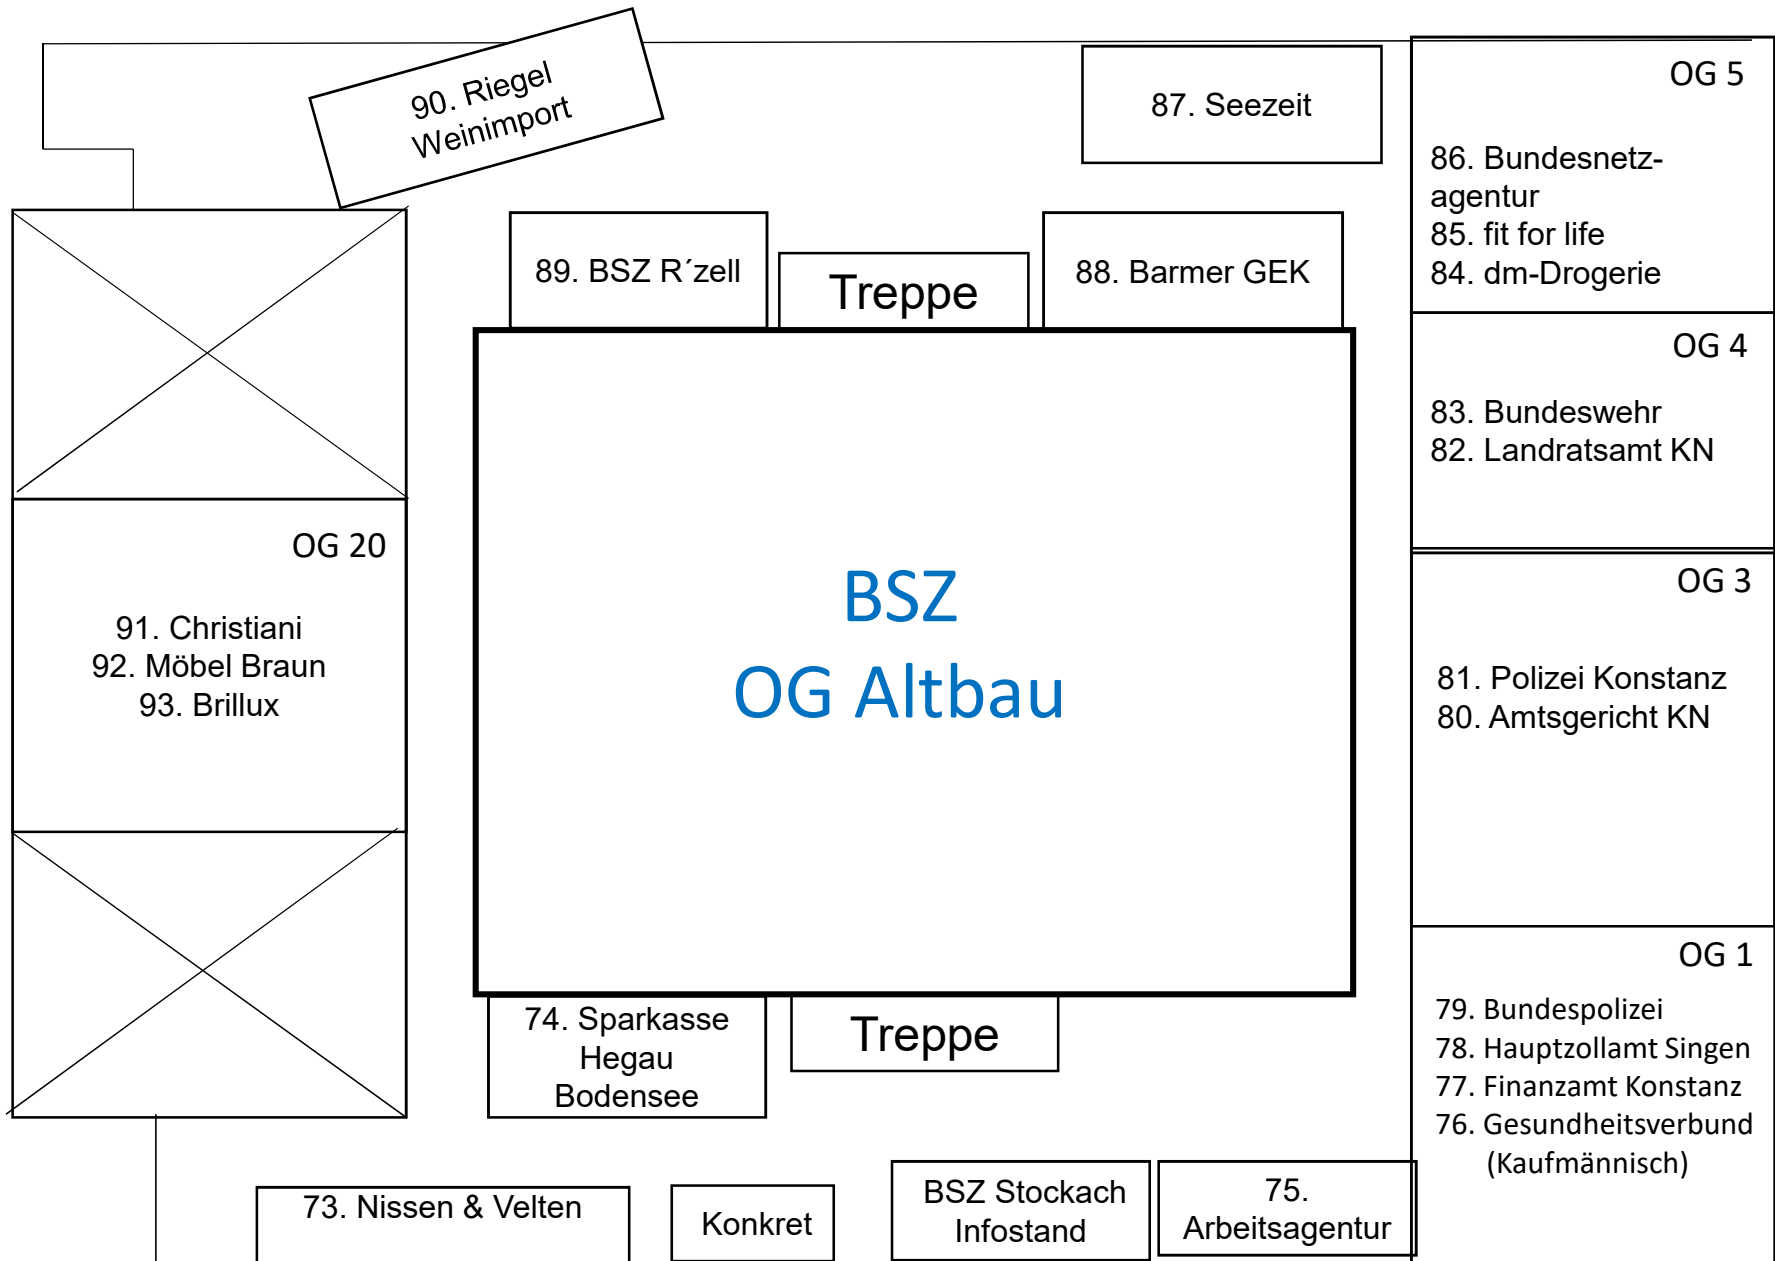 90. Riegel
Weinimport
87. Seezeit
OG 5
86. Bundesnetz-
agentur
85. fit for life
84. dm-Drogerie
89. BSZ R´zell
Treppe
88. Barmer GEK
OG 4
83. Bundeswehr
82. Landratsamt KN
OG 20
91. Christiani
92. Möbel Braun
93. Brillux
BSZ
OG Altbau
OG 3
81. Polizei Konstanz
80. Amtsgericht KN
OG 1
79. Bundespolizei
78. Hauptzollamt Singen
77. Finanzamt Konstanz
76. Gesundheitsverbund
(Kaufmännisch)
74. Sparkasse
Hegau
Bodensee
Treppe
73. Nissen & Velten
Konkret
BSZ Stockach
Infostand
75.
Arbeitsagentur